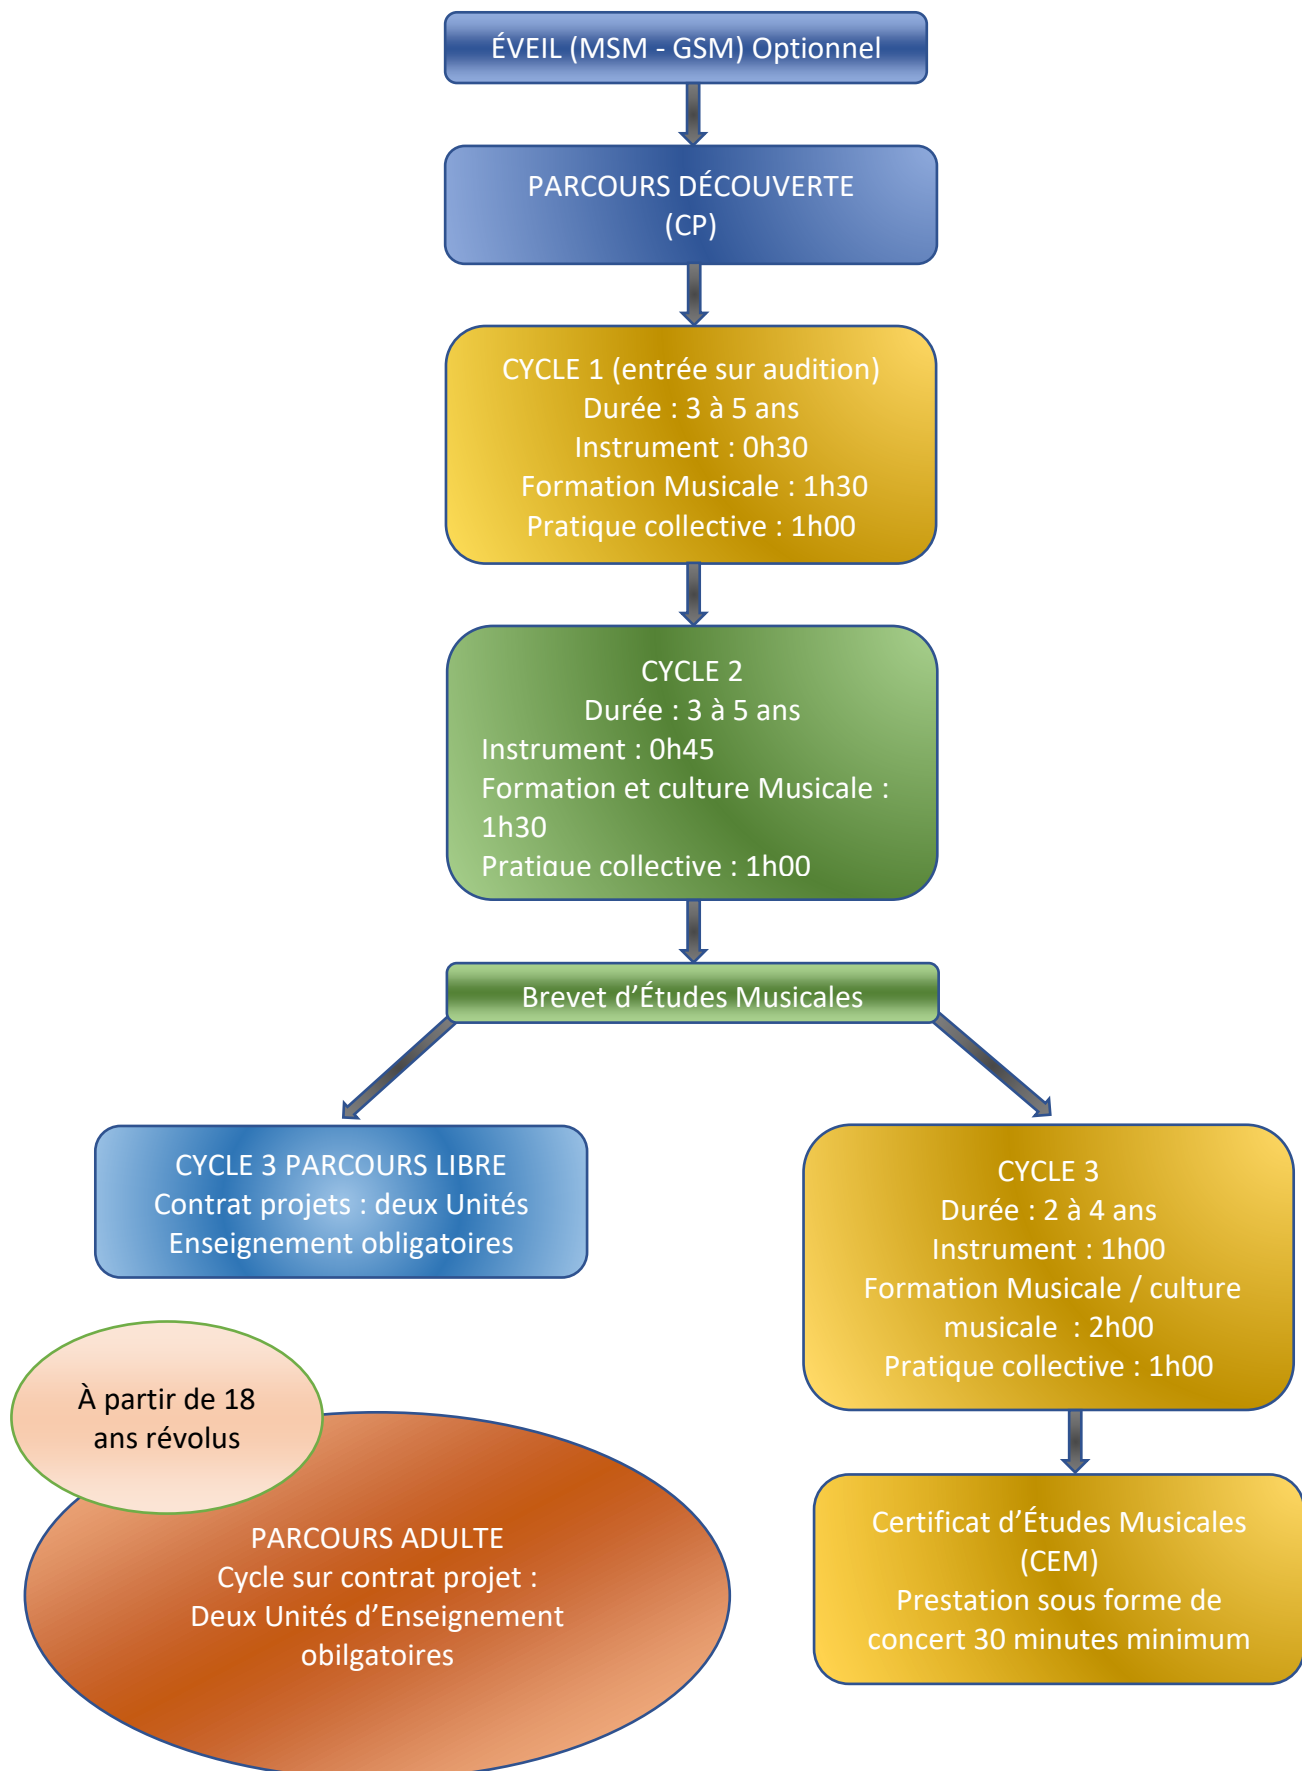 ÉVEIL (MSM - GSM) Optionnel
PARCOURS DÉCOUVERTE
(CP)
CYCLE 1 (entrée sur audition)
Durée : 3 à 5 ans
Instrument : 0h30
Formation Musicale : 1h30
Pratique collective : 1h00
CYCLE 2
Durée : 3 à 5 ans
Instrument : 0h45
Formation et culture Musicale :
1h30
Pratique collective : 1h00
Brevet d’Études Musicales
CYCLE 3 PARCOURS LIBRE
Contrat projets : deux Unités
Enseignement obligatoires
CYCLE 3
Durée : 2 à 4 ans
Instrument : 1h00
Formation Musicale / culture
musicale  : 2h00
Pratique collective : 1h00
À partir de 18
ans révolus
PARCOURS ADULTE
Cycle sur contrat projet :
Deux Unités d’Enseignement
obilgatoires
Certificat d’Études Musicales
(CEM)
Prestation sous forme de
concert 30 minutes minimum